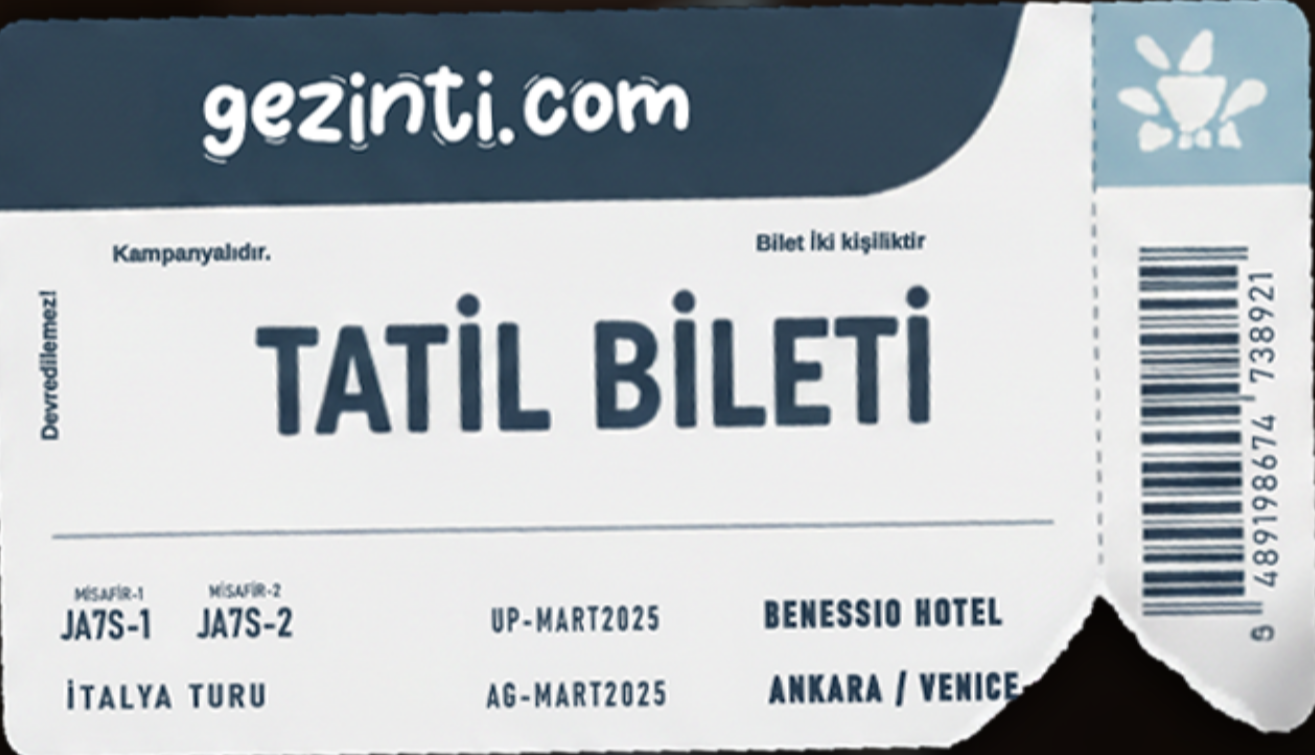 gezinti.com
Kampanyalıdır.
Bilet İki kişiliktir
Devredilemez!
TATİL BİLETİ
MİSAFİR-1
MİSAFİR-2
JA7S-1
JA7S-2
UP-MART2025
BENESSIO HOTEL
İTALYA TURU
AG-MART2025
ANKARA / VENICE
9 489198674 738921